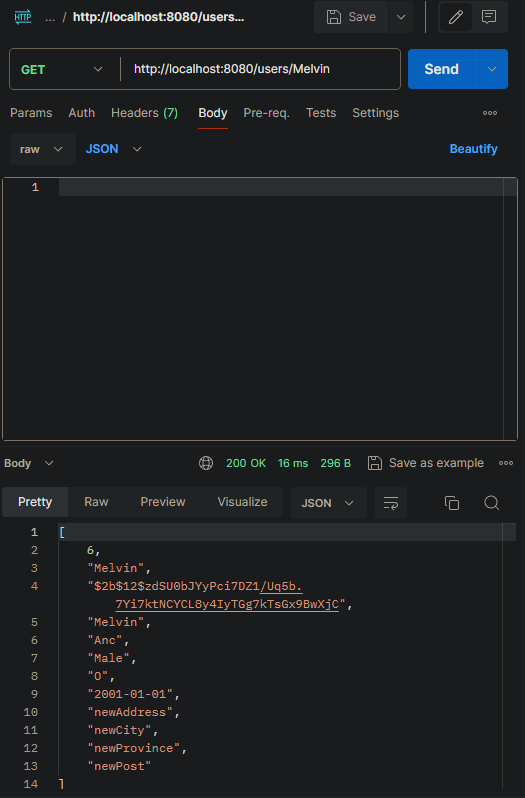 HTTP ... / http://localhost:8080/users... Save
GET http://localhost:8080/users/Melvin Send
Params Auth Headers (7) Body Pre-req. Tests Settings
raw JSON Beautify
1
Body 200 OK 16 ms 296 B Save as example
Pretty Raw Preview Visualize JSON
1 [
2 6,
3 "Melvin",
4 "$2b$12$zdSU0bJYyPci7DZ1/Uq5b.
7Yi7ktNCYCL8y4IyTGg7kTsGx9BwXjC",
5 "Melvin",
6 "Anc",
7 "Male",
8 "O",
9 "2001-01-01",
10 "newAddress",
11 "newCity",
12 "newProvince",
13 "newPost"
14 ]